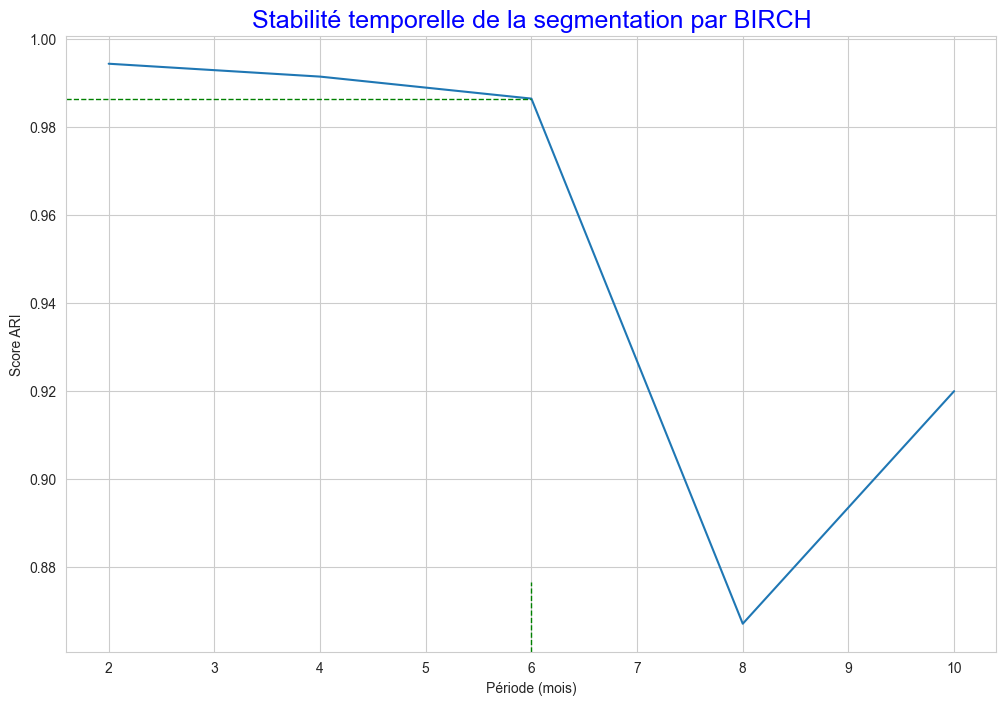 Stabilité temporelle de la segmentation par BIRCH
1.00
0.98
0.96
0.94
0.92
0.90
0.88
Score ARI
2 3 4 5 6 7 8 9 10
Période (mois)